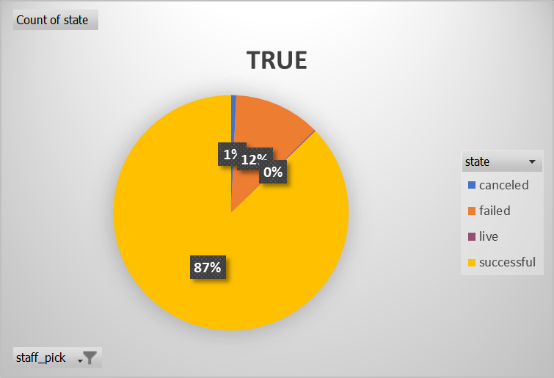 Count of state
TRUE
1%
12%
0%
87%
state
canceled
failed
live
successful
staff_pick